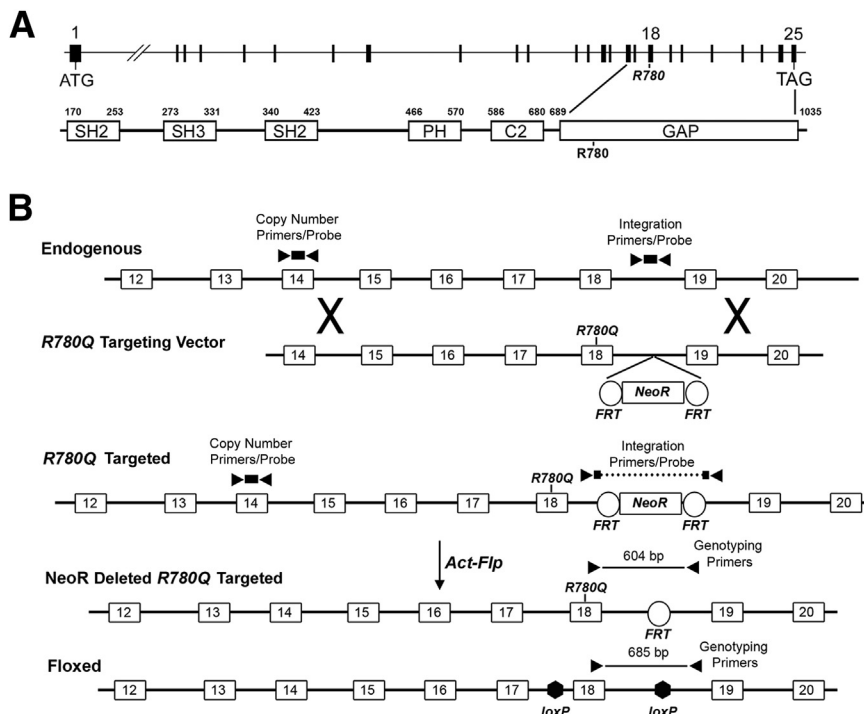 A
1 18 25
ATG R780 TAG
170 253 273 331 340 423 466 570 586 680 689 1035
SH2 SH3 SH2 PH C2 GAP
R780
B
Copy Number
Primers/Probe
Integration
Primers/Probe
Endogenous
12 13 14 15 16 17 18 19 20
R780Q
R780Q Targeting Vector
14 15 16 17 18 19 20
NeoR
FRT FRT
Copy Number
Primers/Probe
Integration
Primers/Probe
R780Q Targeted
R780Q
12 13 14 15 16 17 18 NeoR 19 20
FRT FRT
Act-Flp
604 bp
Genotyping
Primers
NeoR Deleted R780Q Targeted
R780Q
12 13 14 15 16 17 18 19 20
FRT
685 bp
Genotyping
Primers
Floxed
12 13 14 15 16 17 18 19 20
loxP loxP